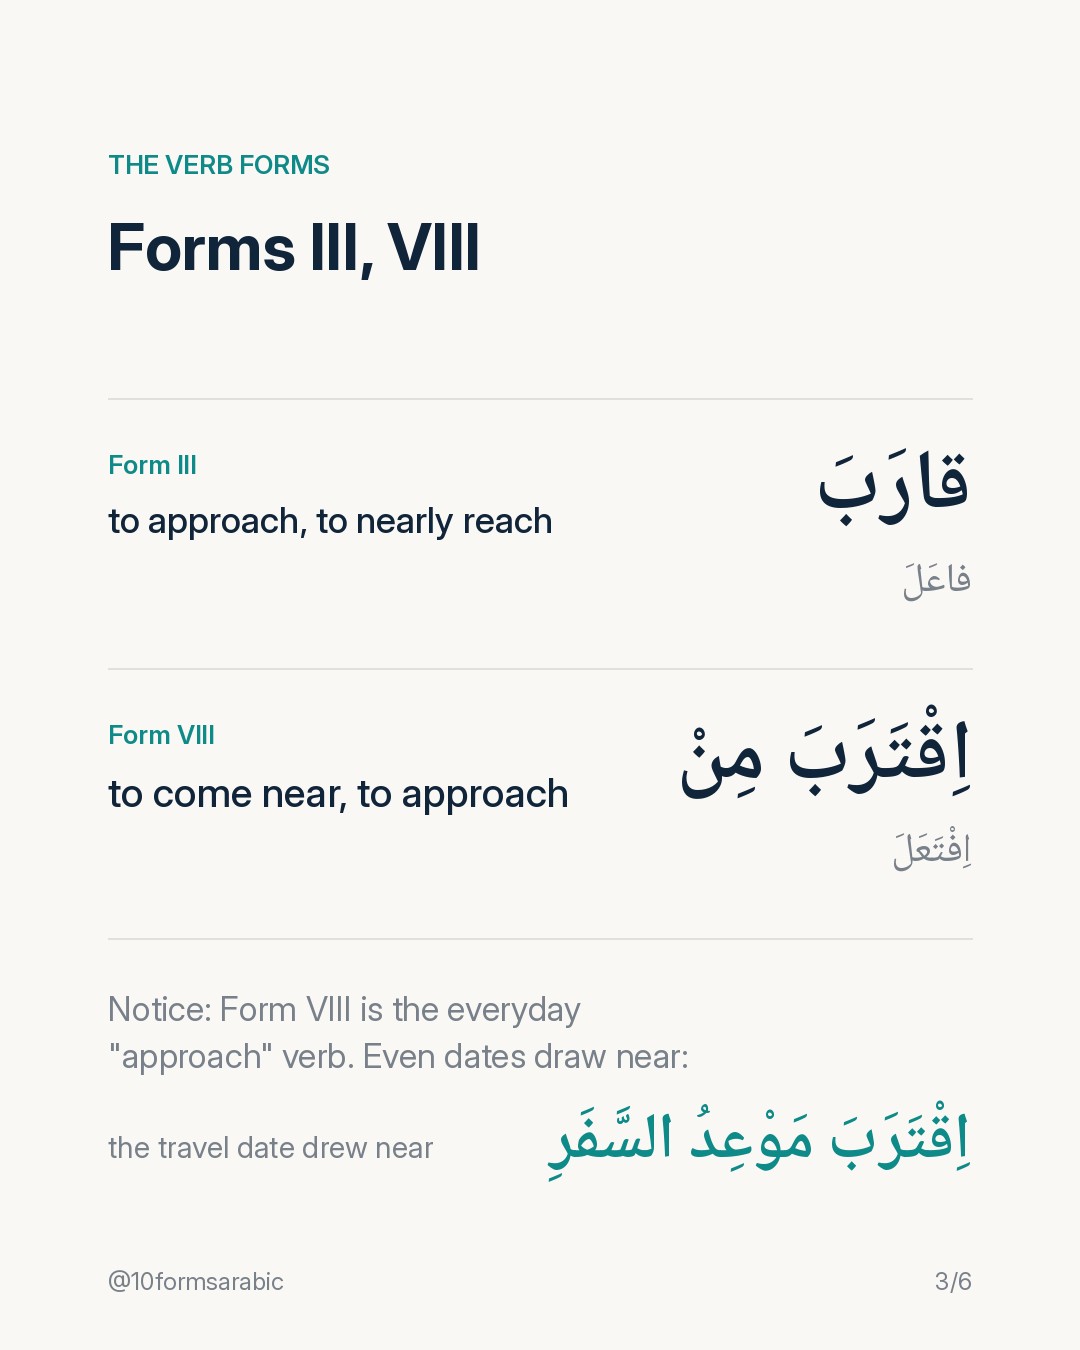 THE VERB FORMS
Forms III, VIII
Form III
to approach, to nearly reach
قارَبَ
فاعَلَ
Form VIII
to come near, to approach
اِقْتَرَبَ مِنْ
اِفْتَعَلَ
Notice: Form VIII is the everyday
"approach" verb. Even dates draw near:
the travel date drew near
اِقْتَرَبَ مَوْعِدُ السَّفَرِ
@10formsarabic
3/6